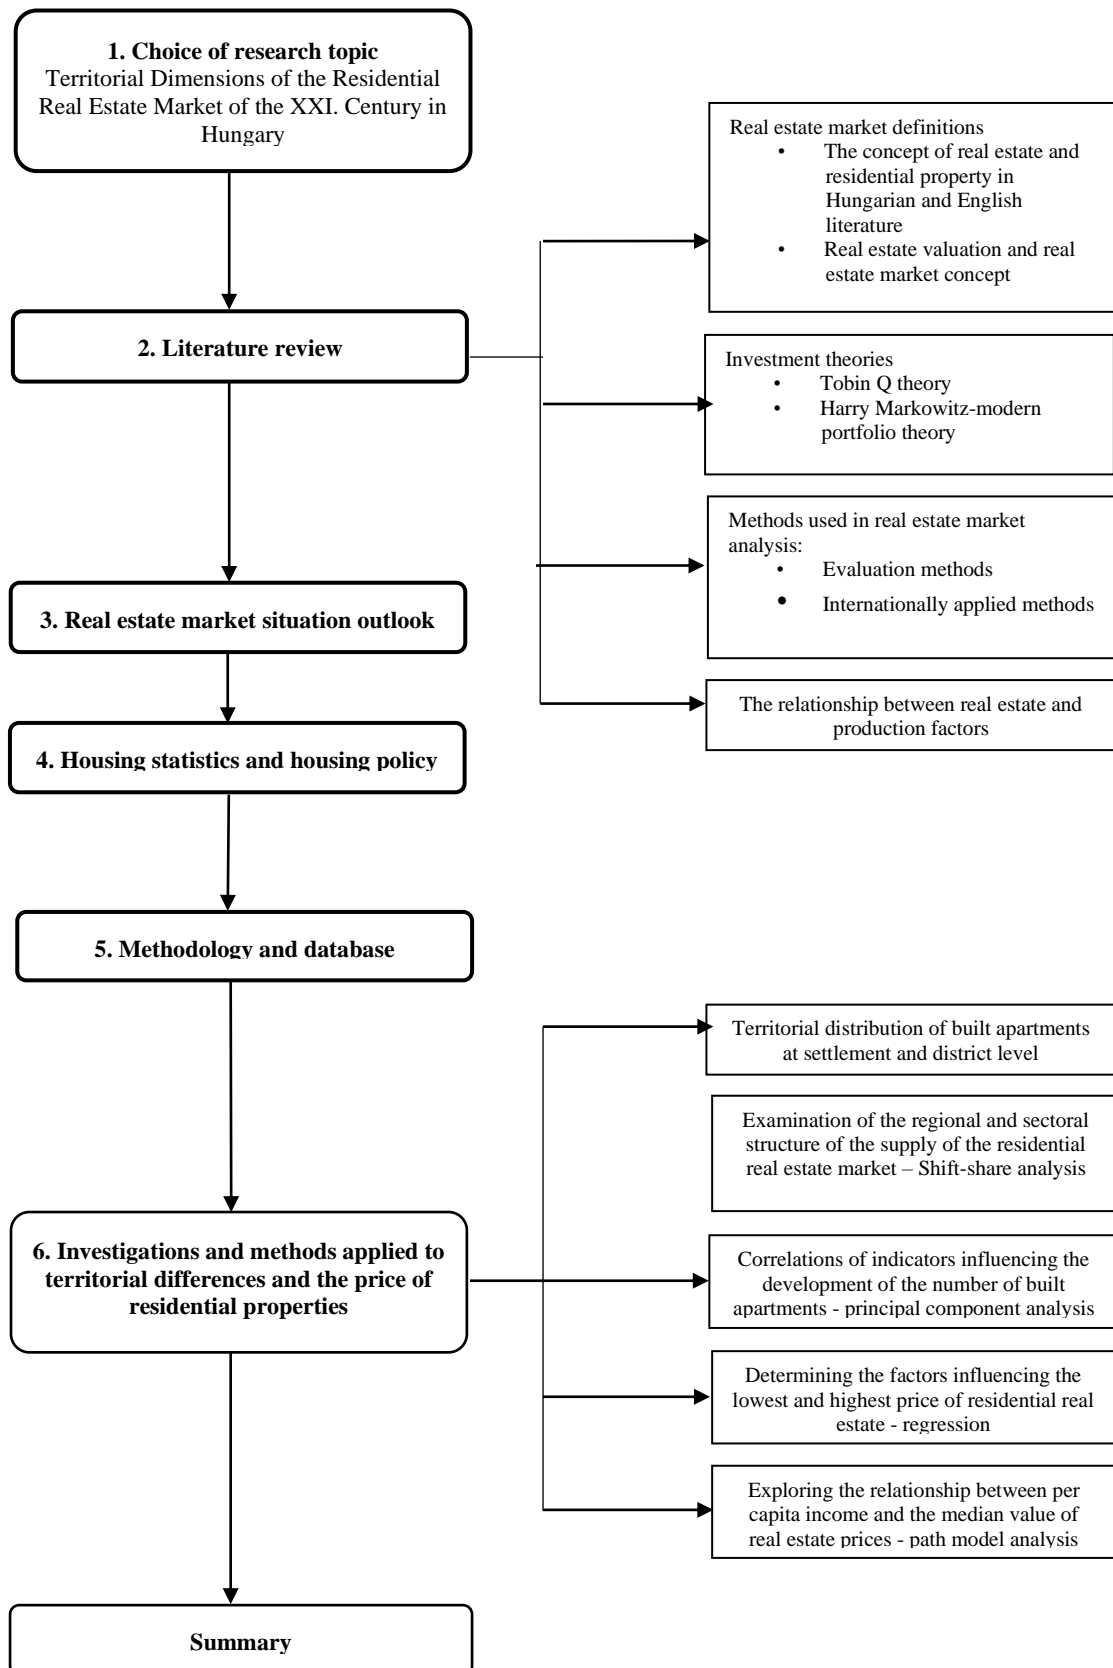 1. Choice of research topic
Territorial Dimensions of the Residential
Real Estate Market of the XXI. Century in
Hungary
2. Literature review
Real estate market definitions
• The concept of real estate and
residential property in
Hungarian and English
literature
• Real estate valuation and real
estate market concept
Investment theories
• Tobin Q theory
• Harry Markowitz-modern
portfolio theory
Methods used in real estate market
analysis:
• Evaluation methods
• Internationally applied methods
The relationship between real estate and
production factors
3. Real estate market situation outlook
4. Housing statistics and housing policy
5. Methodology and database
6. Investigations and methods applied to
territorial differences and the price of
residential properties
Territorial distribution of built apartments
at settlement and district level
Examination of the regional and sectoral
structure of the supply of the residential
real estate market – Shift-share analysis
Correlations of indicators influencing the
development of the number of built
apartments - principal component analysis
Determining the factors influencing the
lowest and highest price of residential real
estate - regression
Exploring the relationship between per
capita income and the median value of
real estate prices - path model analysis
Summary